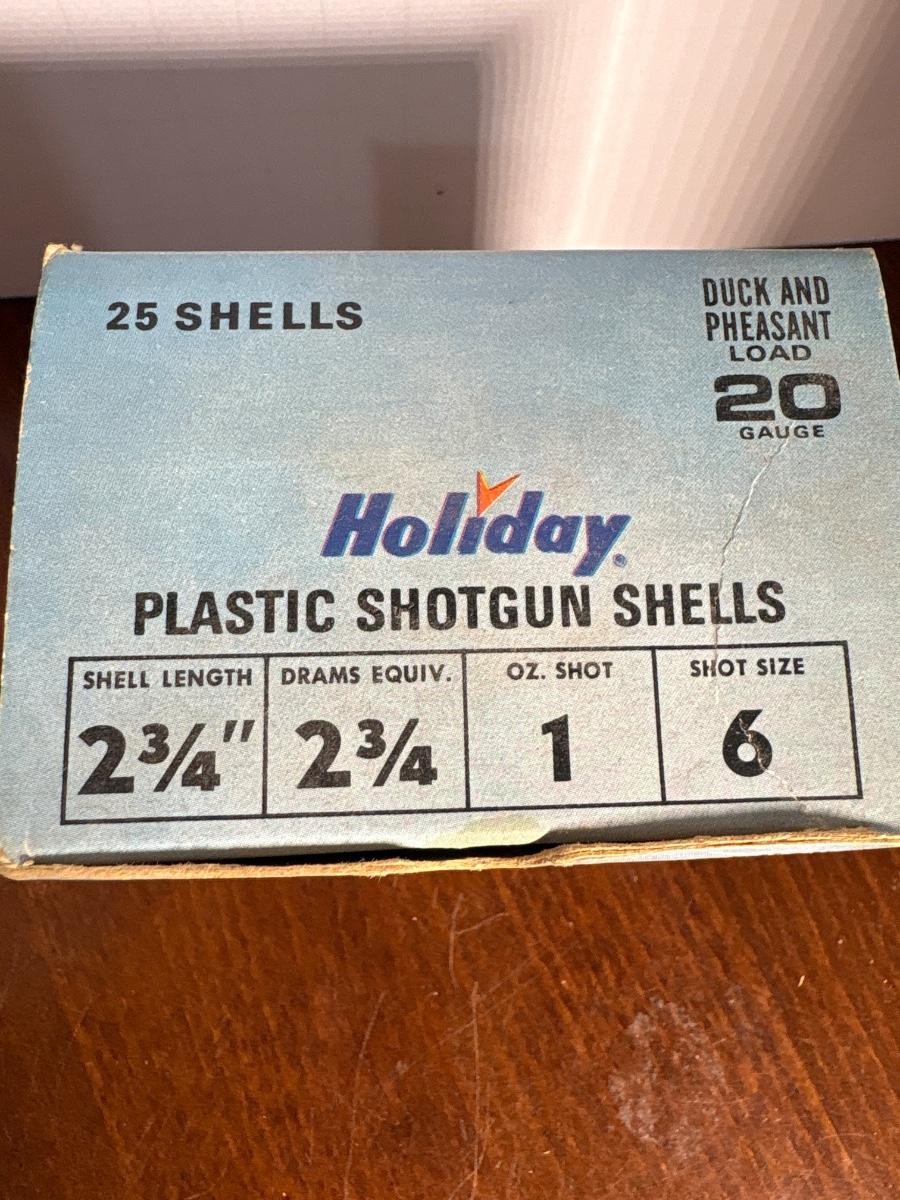 25 SHELLS
DUCK AND
PHEASANT
LOAD
20
GAUGE
Holiday®
PLASTIC SHOTGUN SHELLS
SHELL LENGTH DRAMS EQUIV. OZ. SHOT SHOT SIZE
2¾" 2¾ 1 6